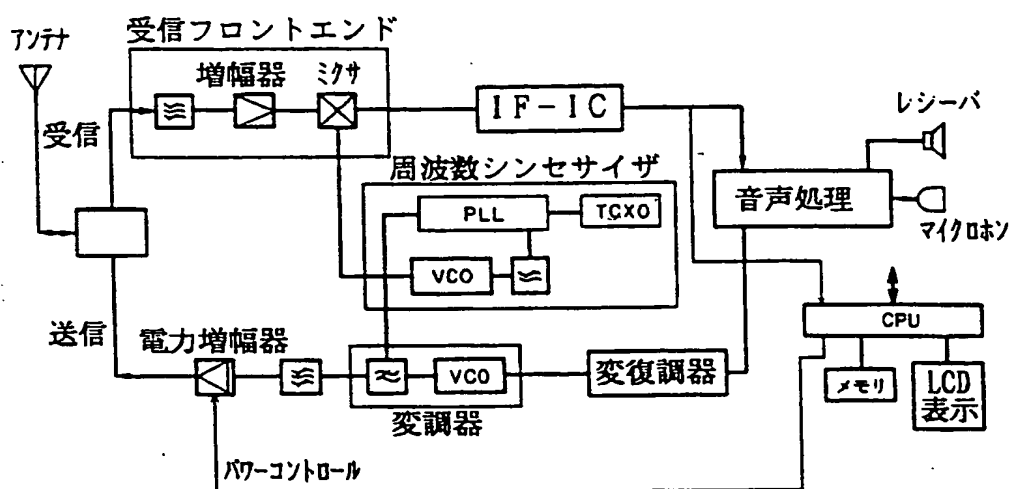 アンテナ
受信フロントエンド
増幅器
ミクサ
IF-IC
レシーバ
受信
周波数シンセサイザ
PLL
TCXO
音声処理
マイクロホン
VCO
CPU
送信
電力増幅器
VCO
変復調器
メモリ
LCD
表示
変調器
パワーコントロール